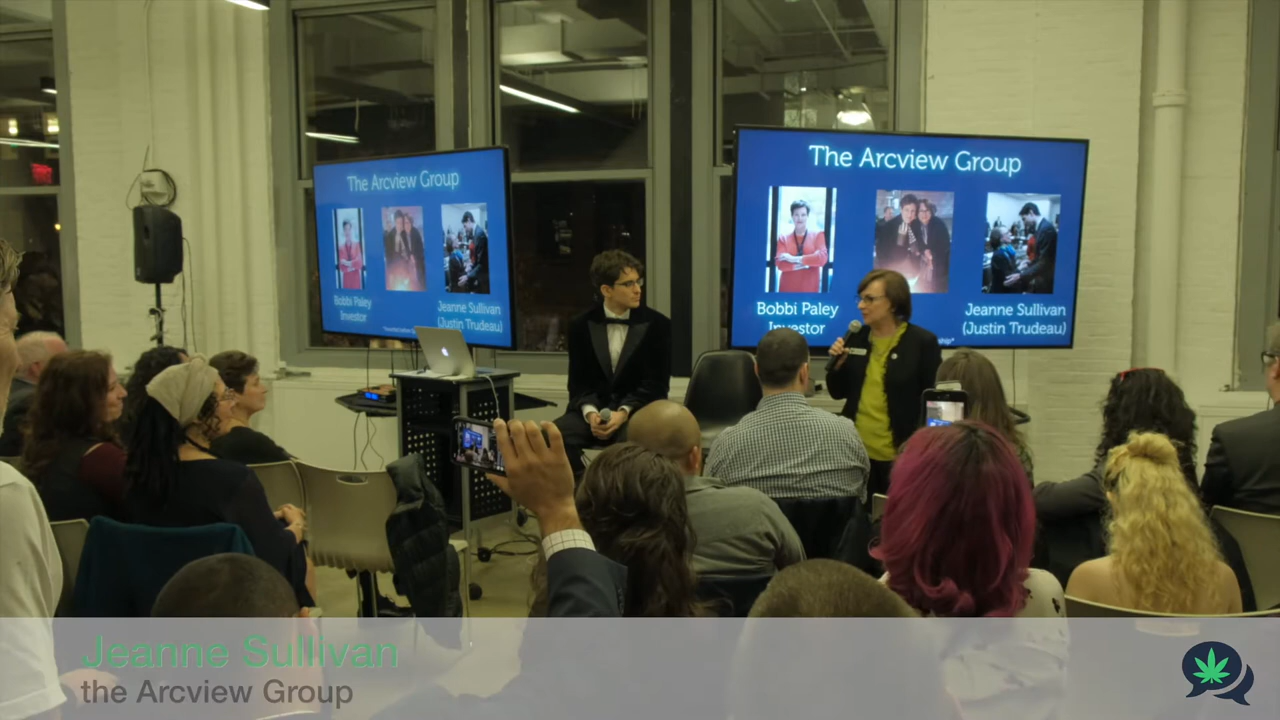 The Arcview Group
Bobbi Paley
Investor
Jeanne Sullivan
(Justin Trudeau)
The Arcview Group
Bobbi Paley
Investor
Jeanne Sullivan
(Justin Trudeau)
Jeanne Sullivan
the Arcview Group